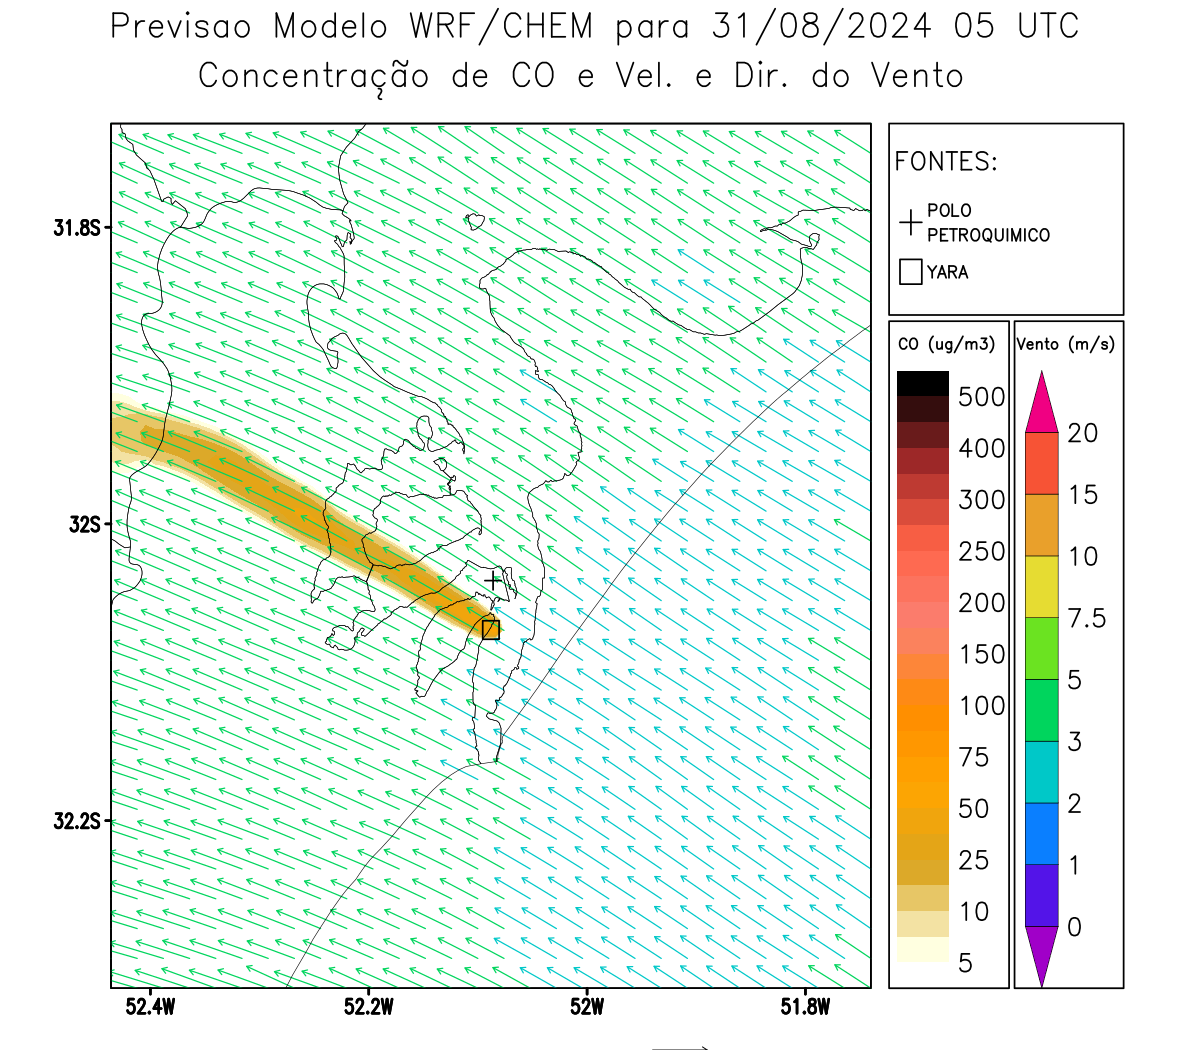 Previsao Modelo WRF/CHEM para 31/08/2024 05 UTC
Concentração de CO e Vel. e Dir. do Vento
FONTES:
POLO
PETROQUIMICO
YARA
CO (ug/m3)
500
400
300
250
200
150
100
75
50
25
10
5
Vento (m/s)
20
15
10
7.5
5
3
2
1
0
31.8S
32S
32.2S
52.4W
52.2W
52W
51.8W